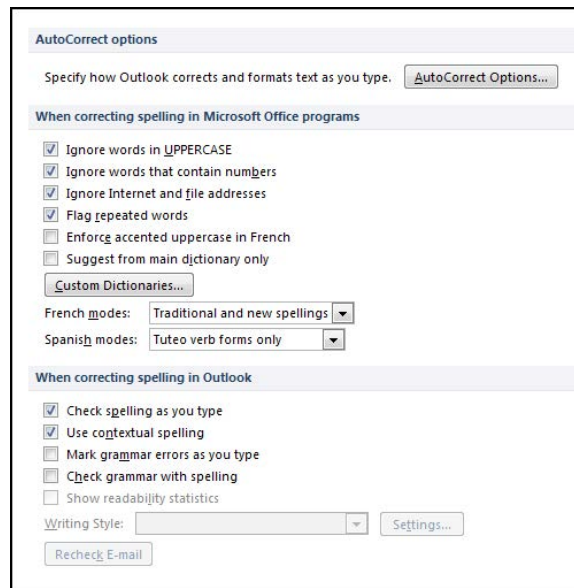 AutoCorrect options
Specify how Outlook corrects and formats text as you type. AutoCorrect Options...
When correcting spelling in Microsoft Office programs
Ignore words in UPPERCASE
Ignore words that contain numbers
Ignore Internet and file addresses
Flag repeated words
Enforce accented uppercase in French
Suggest from main dictionary only
Custom Dictionaries...
French modes: Traditional and new spellings
Spanish modes: Tuteo verb forms only
When correcting spelling in Outlook
Check spelling as you type
Use contextual spelling
Mark grammar errors as you type
Check grammar with spelling
Show readability statistics
Writing Style: Settings...
Recheck E-mail